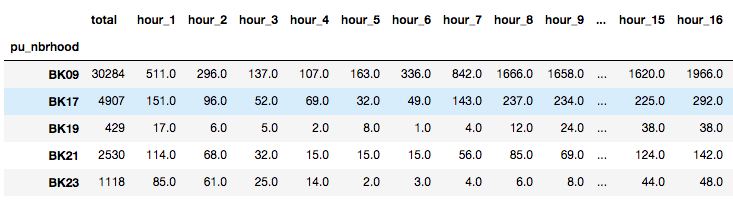 total hour_1 hour_2 hour_3 hour_4 hour_5 hour_6 hour_7 hour_8 hour_9 ... hour_15 hour_16
pu_nbrhood
BK09 30284 511.0 296.0 137.0 107.0 163.0 336.0 842.0 1666.0 1658.0 ... 1620.0 1966.0
BK17 4907 151.0 96.0 52.0 69.0 32.0 49.0 143.0 237.0 234.0 ... 225.0 292.0
BK19 429 17.0 6.0 5.0 2.0 8.0 1.0 4.0 12.0 24.0 ... 38.0 38.0
BK21 2530 114.0 68.0 32.0 15.0 15.0 15.0 56.0 85.0 69.0 ... 124.0 142.0
BK23 1118 85.0 61.0 25.0 14.0 2.0 3.0 4.0 6.0 8.0 ... 44.0 48.0